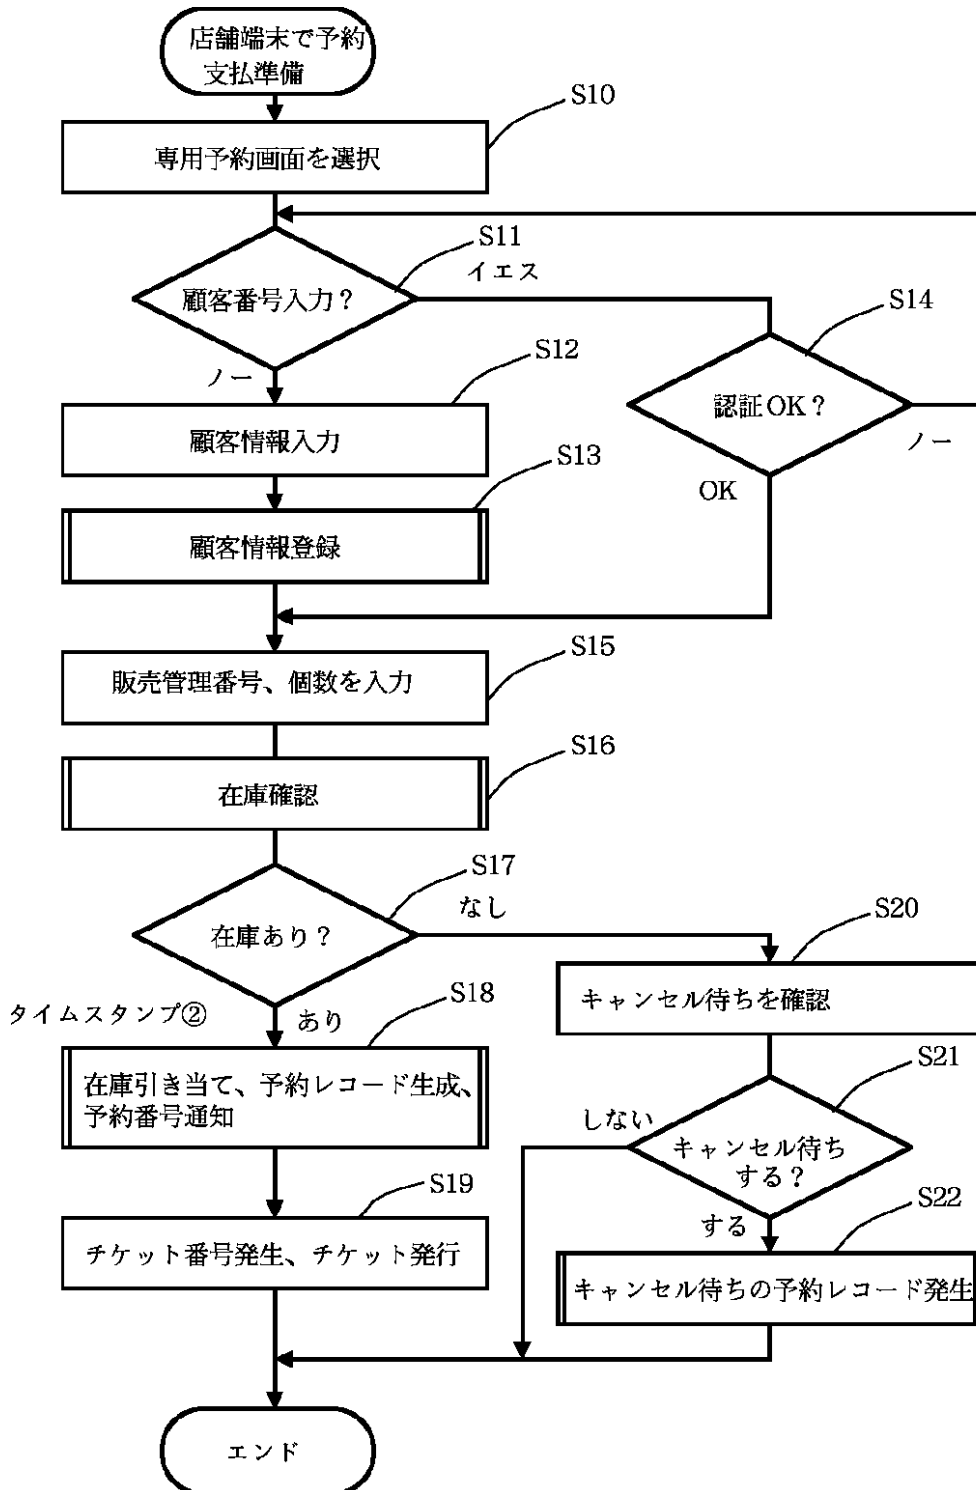 店舗端末で予約
支払準備
S10
専用予約画面を選択
S11
イエス
顧客番号入力？
S14
ノー
S12
認証OK？
ノー
顧客情報入力
S13
OK
顧客情報登録
S15
販売管理番号、個数を入力
S16
在庫確認
S17
なし
在庫あり？
S20
キャンセル待ちを確認
タイムスタンプ②
あり
S18
S21
在庫引き当て、予約レコード生成、
予約番号通知
しない
キャンセル待ち
する？
S19
する
S22
チケット番号発生、チケット発行
キャンセル待ちの予約レコード発生
エンド